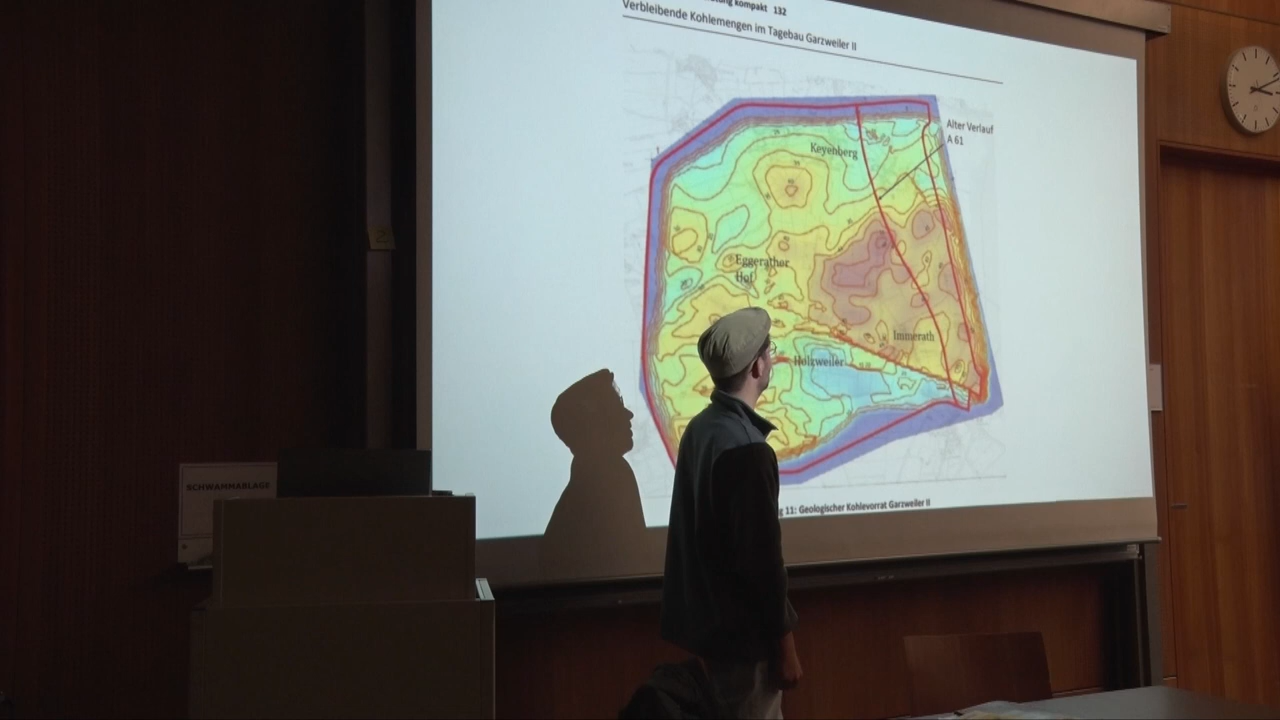 kompakt 132
Verbleibende Kohlemengen im Tagebau Garzweiler II
Alter Verlauf
A 61
Keyenberg
Eggerather
Hof
Immerath
Holzweiler
11: Geologischer Kohlevorrat Garzweiler II
SCHWAMMABLAGE